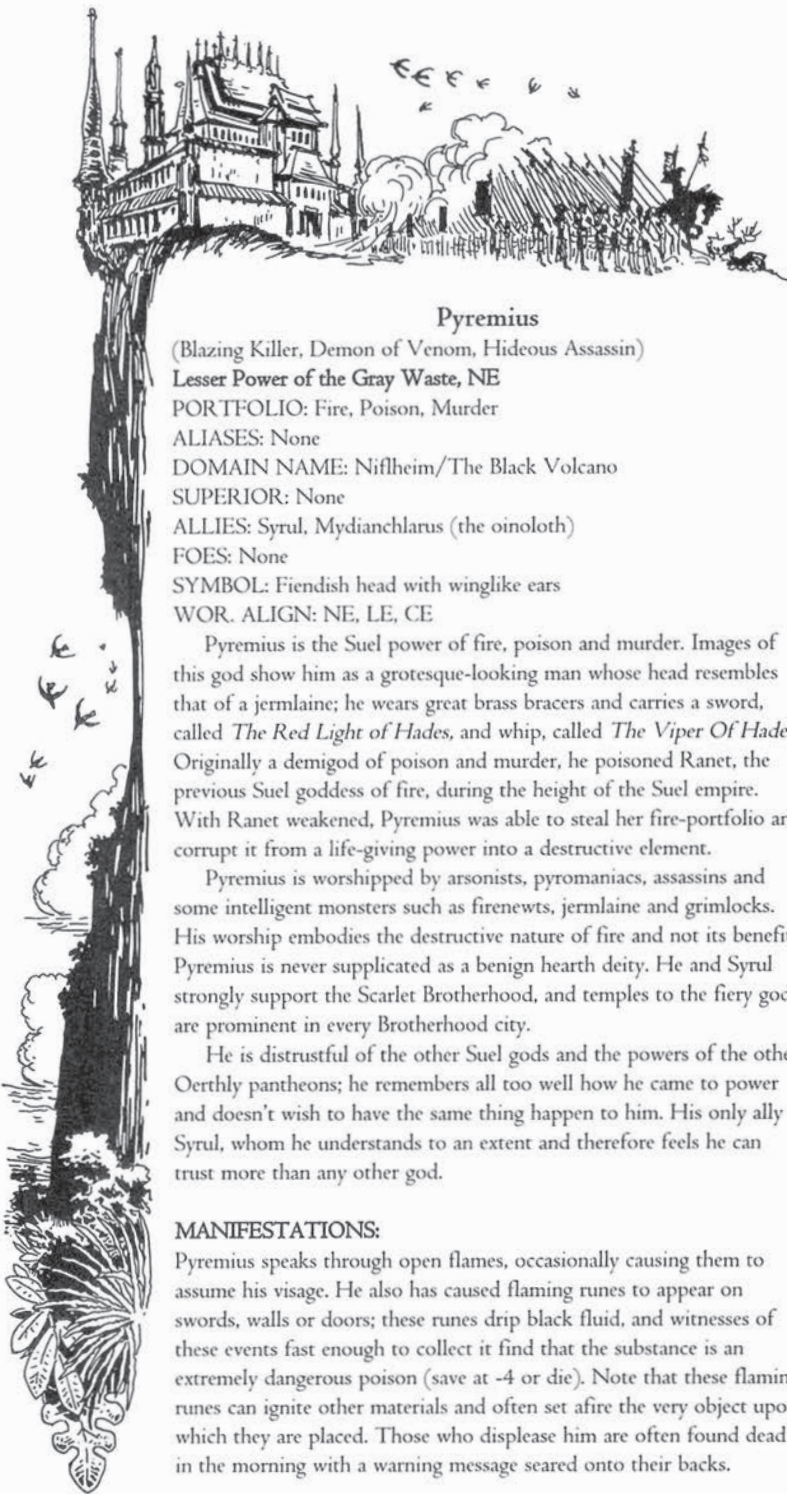 Pyremius
(Blazing Killer, Demon of Venom, Hideous Assassin)
Lesser Power of the Gray Waste, NE
PORTFOLIO: Fire, Poison, Murder
ALIASES: None
DOMAIN NAME: Niflheim/The Black Volcano
SUPERIOR: None
ALLIES: Syrul, Mydianchlarus (the oinoloth)
FOES: None
SYMBOL: Fiendish head with winglike ears
WOR. ALIGN: NE, LE, CE
Pyremius is the Suel power of fire, poison and murder. Images of
this god show him as a grotesque-looking man whose head resembles
that of a jermlaine; he wears great brass bracers and carries a sword,
called The Red Light of Hades, and whip, called The Viper Of Hade
Originally a demigod of poison and murder, he poisoned Ranet, the
previous Suel goddess of fire, during the height of the Suel empire.
With Ranet weakened, Pyremius was able to steal her fire-portfolio an
corrupt it from a life-giving power into a destructive element.
Pyremius is worshipped by arsonists, pyromaniacs, assassins and
some intelligent monsters such as firenewts, jermlaine and grimlocks.
His worship embodies the destructive nature of fire and not its benefit
Pyremius is never supplicated as a benign hearth deity. He and Syrul
strongly support the Scarlet Brotherhood, and temples to the fiery god
are prominent in every Brotherhood city.
He is distrustful of the other Suel gods and the powers of the othe
Oerthly pantheons; he remembers all too well how he came to power
and doesn't wish to have the same thing happen to him. His only ally
Syrul, whom he understands to an extent and therefore feels he can
trust more than any other god.
MANIFESTATIONS:
Pyremius speaks through open flames, occasionally causing them to
assume his visage. He also has caused flaming runes to appear on
swords, walls or doors; these runes drip black fluid, and witnesses of
these events fast enough to collect it find that the substance is an
extremely dangerous poison (save at -4 or die). Note that these flamin
runes can ignite other materials and often set afire the very object upo
which they are placed. Those who displease him are often found dead
in the morning with a warning message seared onto their backs.